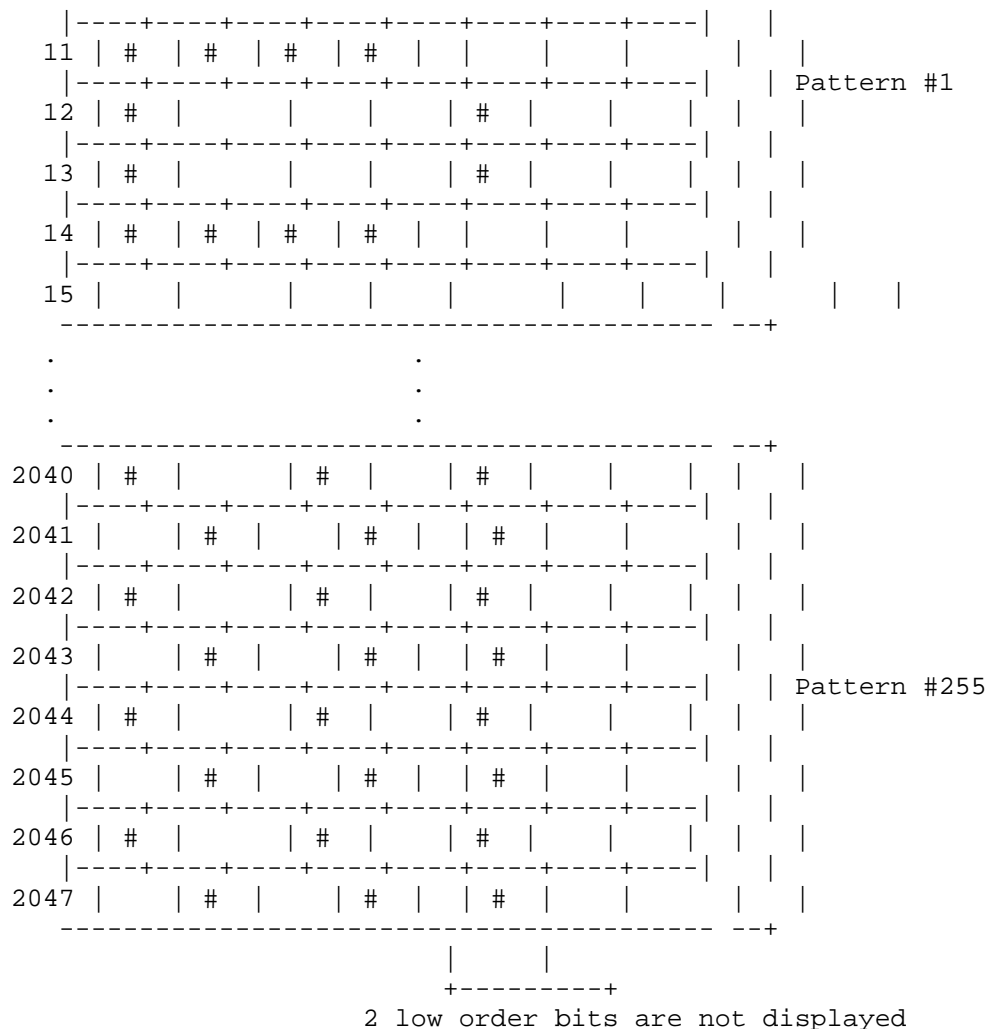 |----+----+----+----+----+----+----+----|   |
11 | #  | #  | #  | #  |  |    |    |      |   |
|----+----+----+----+----+----+----+----|   | Pattern #1
12 | #  |      |    |    | #  |    |    |  |   |
|----+----+----+----+----+----+----+----|   |
13 | #  |      |    |    | #  |    |    |  |   |
|----+----+----+----+----+----+----+----|   |
14 | #  | #  | #  | #  |  |    |    |      |   |
|----+----+----+----+----+----+----+----|   |
15 |    |      |    |    |      |    |    |      |   |
----------------------------------------- --+
.                      .
.                      .
.                      .
----------------------------------------- --+
2040 | #  |      | #  |    | #  |    |    |  |   |
|----+----+----+----+----+----+----+----|   |
2041 |    | #  |    | #  |  | #  |    |      |   |
|----+----+----+----+----+----+----+----|   |
2042 | #  |      | #  |    | #  |    |    |  |   |
|----+----+----+----+----+----+----+----|   |
2043 |    | #  |    | #  |  | #  |    |      |   |
|----+----+----+----+----+----+----+----|   | Pattern #255
2044 | #  |      | #  |    | #  |    |    |  |   |
|----+----+----+----+----+----+----+----|   |
2045 |    | #  |    | #  |  | #  |    |      |   |
|----+----+----+----+----+----+----+----|   |
2046 | #  |      | #  |    | #  |    |    |  |   |
|----+----+----+----+----+----+----+----|   |
2047 |    | #  |    | #  |  | #  |    |      |   |
----------------------------------------- --+
|     |
+---------+
2 low order bits are not displayed